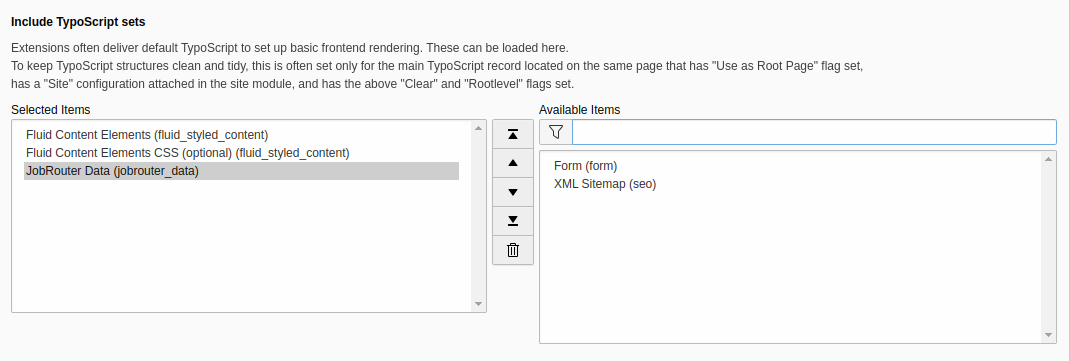 Include TypoScript sets
Extensions often deliver default TypoScript to set up basic frontend rendering. These can be loaded here.
To keep TypoScript structures clean and tidy, this is often set only for the main TypoScript record located on the same page that has "Use as Root Page" flag set,
has a "Site" configuration attached in the site module, and has the above "Clear" and "Rootlevel" flags set.
Selected Items
Fluid Content Elements (fluid_styled_content)
Fluid Content Elements CSS (optional) (fluid_styled_content)
JobRouter Data (jobrouter_data)
Available Items
Form (form)
XML Sitemap (seo)